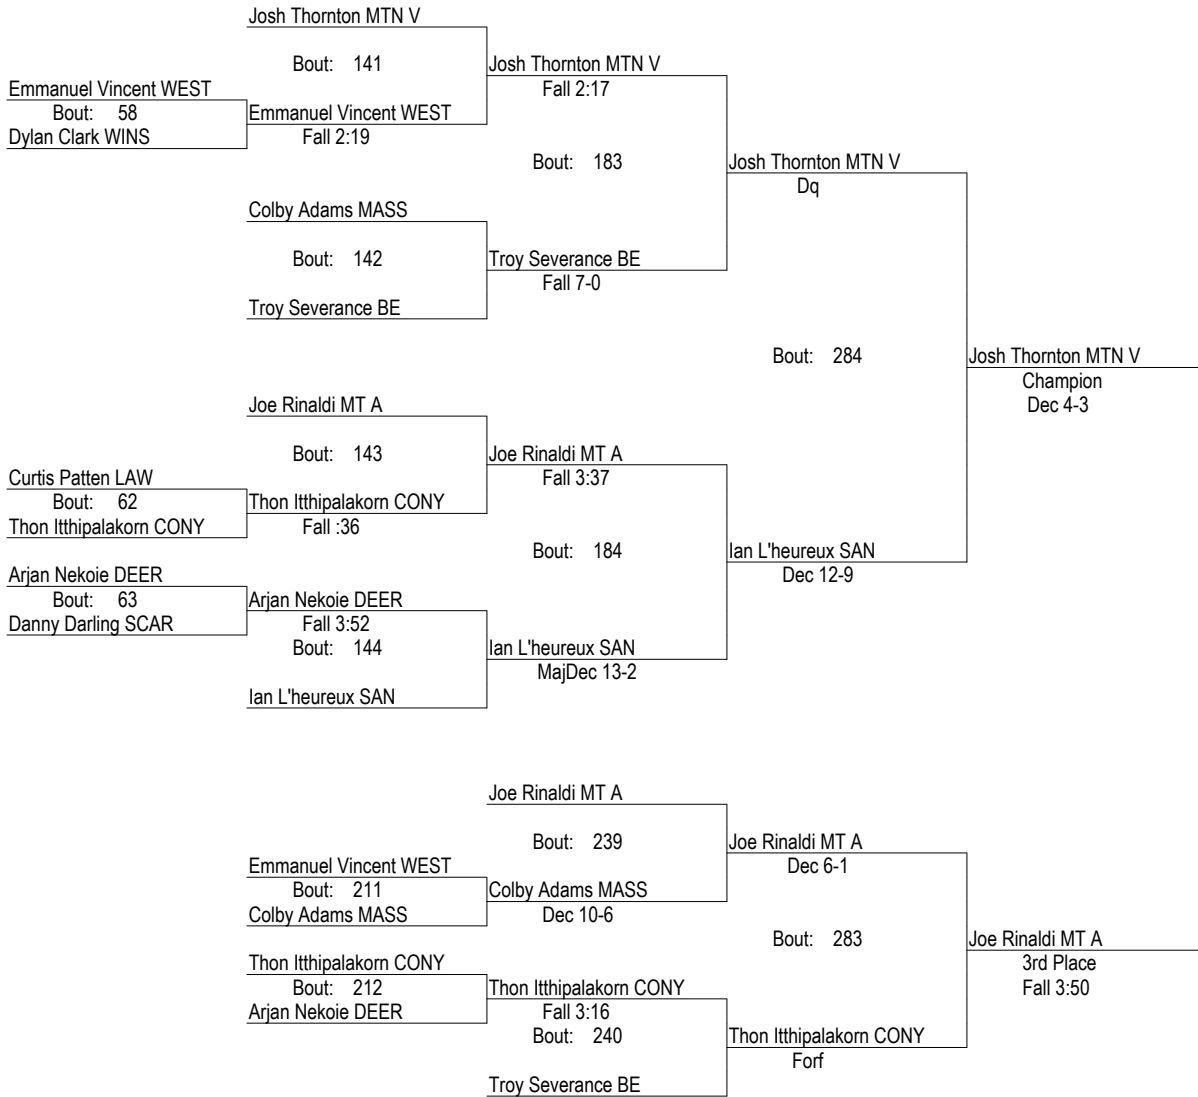 Josh Thornton MTN V
Bout: 141
Josh Thornton MTN V
Fall 2:17
Emmanuel Vincent WEST
Bout: 58
Dylan Clark WINS
Emmanuel Vincent WEST
Fall 2:19
Bout: 183
Josh Thornton MTN V
Dq
Colby Adams MASS
Bout: 142
Troy Severance BE
Fall 7-0
Troy Severance BE
Bout: 284
Josh Thornton MTN V
Champion
Dec 4-3
Joe Rinaldi MT A
Bout: 143
Joe Rinaldi MT A
Fall 3:37
Curtis Patten LAW
Bout: 62
Thon Itthipalakorn CONY
Thon Itthipalakorn CONY
Fall :36
Bout: 184
Ian L'heureux SAN
Dec 12-9
Arjan Nekoie DEER
Bout: 63
Danny Darling SCAR
Arjan Nekoie DEER
Fall 3:52
Bout: 144
Ian L'heureux SAN
MajDec 13-2
Ian L'heureux SAN
Joe Rinaldi MT A
Bout: 239
Joe Rinaldi MT A
Dec 6-1
Emmanuel Vincent WEST
Bout: 211
Colby Adams MASS
Colby Adams MASS
Dec 10-6
Bout: 283
Joe Rinaldi MT A
3rd Place
Fall 3:50
Thon Itthipalakorn CONY
Bout: 212
Arjan Nekoie DEER
Thon Itthipalakorn CONY
Fall 3:16
Bout: 240
Thon Itthipalakorn CONY
Forf
Troy Severance BE